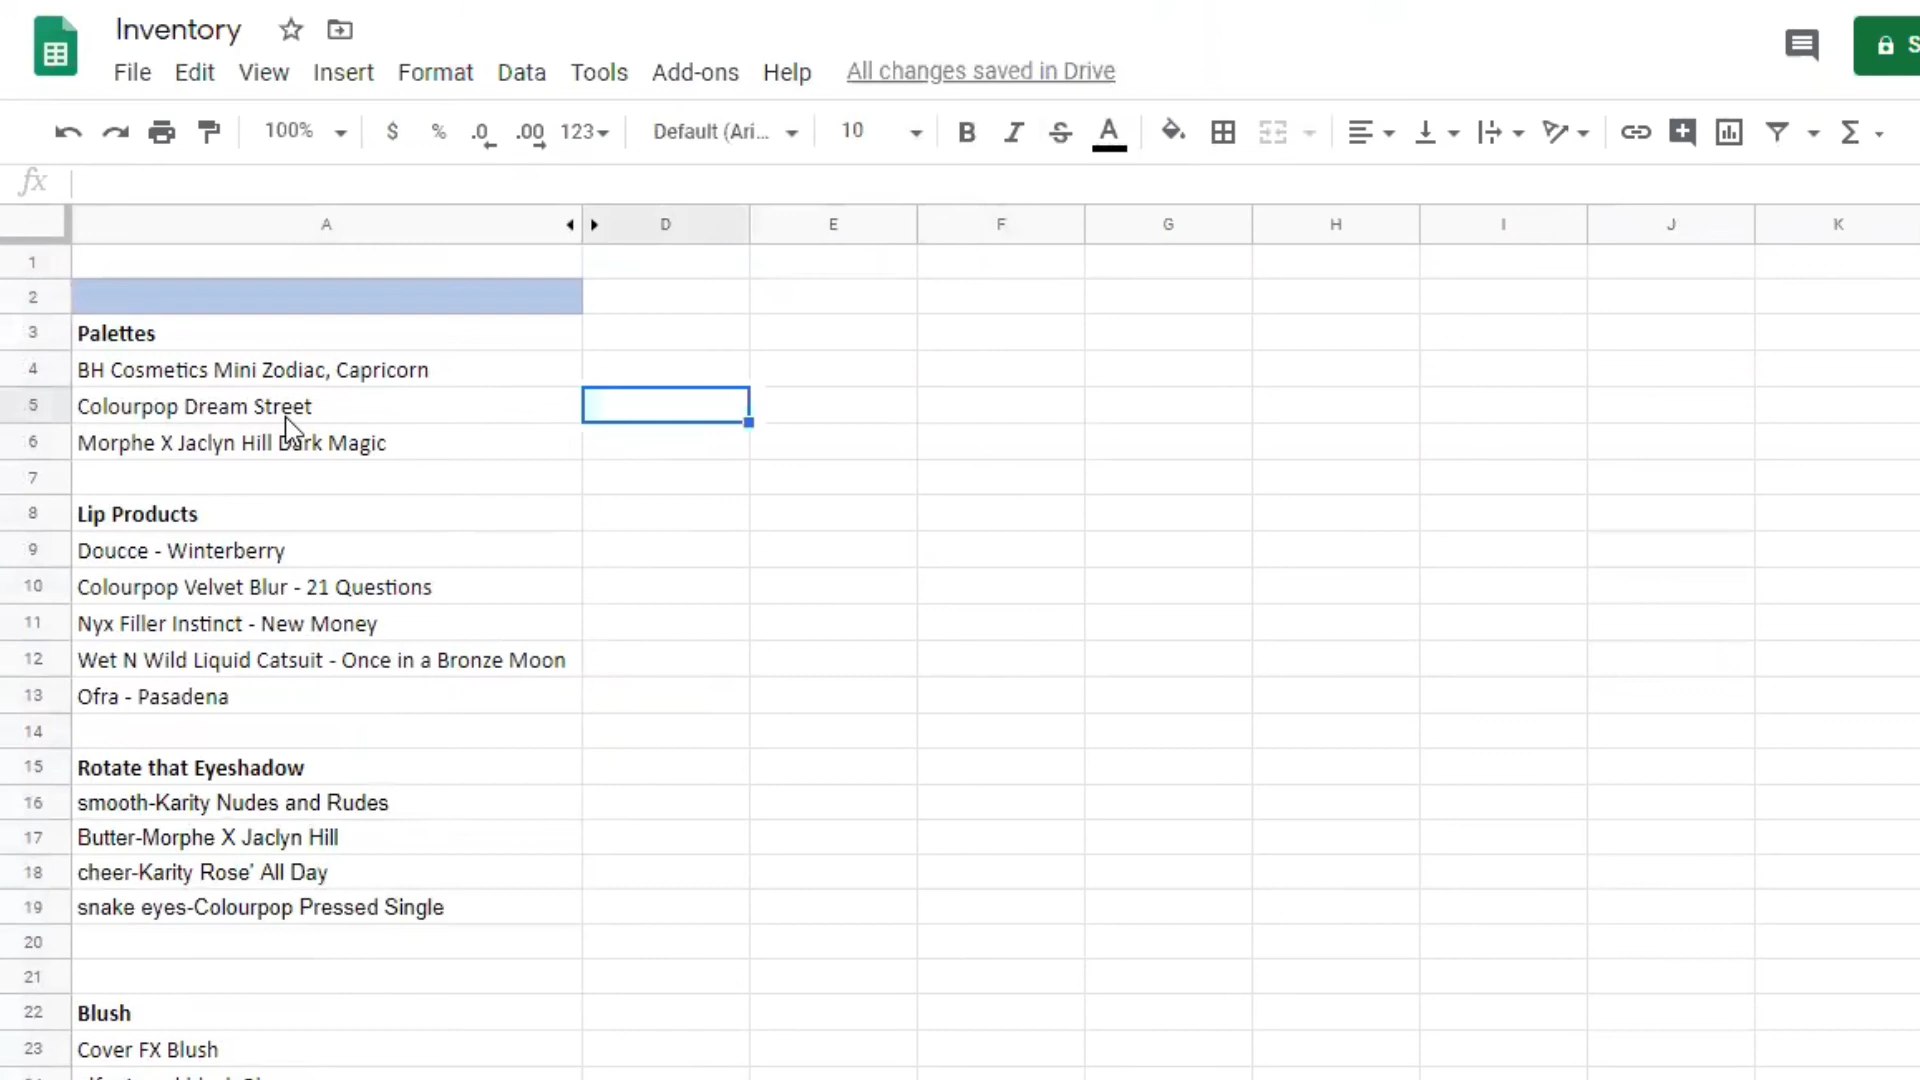 Inventory
File Edit View Insert Format Data Tools Add-ons Help All changes saved in Drive
100% $ % .0 .00 123 Default (Ari... 10 B I S A Σ
fx
A D E F G H I J K
1
2
3 Palettes
4 BH Cosmetics Mini Zodiac, Capricorn
5 Colourpop Dream Street
6 Morphe X Jaclyn Hill Dark Magic
7
8 Lip Products
9 Doucce - Winterberry
10 Colourpop Velvet Blur - 21 Questions
11 Nyx Filler Instinct - New Money
12 Wet N Wild Liquid Catsuit - Once in a Bronze Moon
13 Ofra - Pasadena
14
15 Rotate that Eyeshadow
16 smooth-Karity Nudes and Rudes
17 Butter-Morphe X Jaclyn Hill
18 cheer-Karity Rose' All Day
19 snake eyes-Colourpop Pressed Single
20
21
22 Blush
23 Cover FX Blush